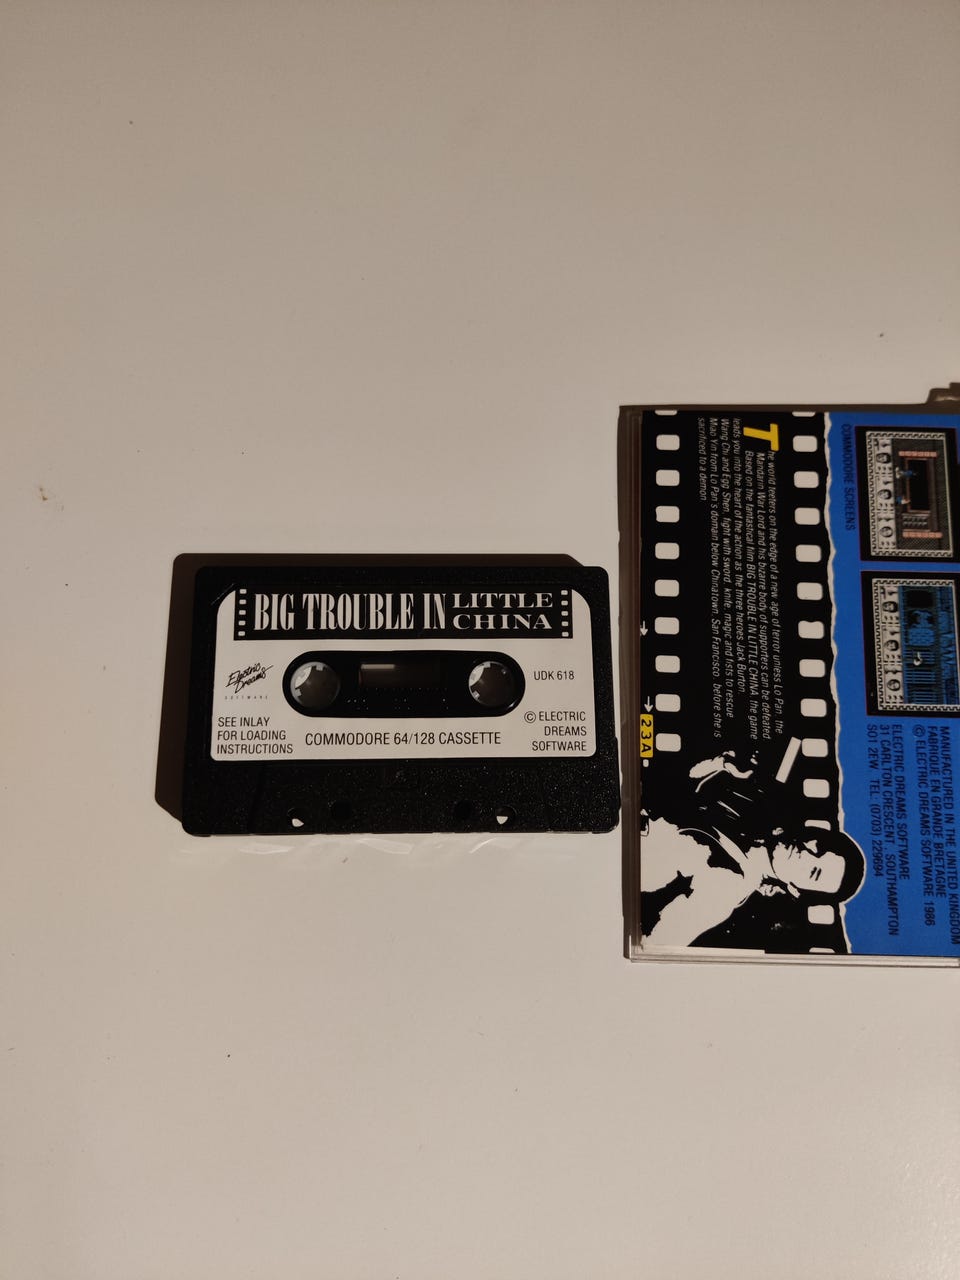 BIG TROUBLE IN LITTLE CHINA
Electric
Dreams
SOFTWARE
UDK 618
SEE INLAY
FOR LOADING
INSTRUCTIONS
COMMODORE 64/128 CASSETTE
© ELECTRIC
DREAMS
SOFTWARE
COMMODORE SCREENS
The world teeters on the edge of a new age of terror unless Lo Pan, the
Mandarin War Lord and his bizarre body of supporters can be defeated.
Based on the fantastical film BIG TROUBLE IN LITTLE CHINA, the game
leads you into the heart of the action as the three heroes Jack Burton,
Wang Chi and Egg Shen, fight with sword, knife, magic and fists to rescue
Miao Yin from Lo Pan's domain below Chinatown, San Francisco - before she is
sacrificed to a demon.
23A
MANUFACTURED IN THE UNITED KINGDOM
FABRIQUE EN GRANDE BRETAGNE
© ELECTRIC DREAMS SOFTWARE 1986
ELECTRIC DREAMS SOFTWARE
31 CARLTON CRESCENT, SOUTHAMPTON
SO1 2EW. TEL: (0703) 229694